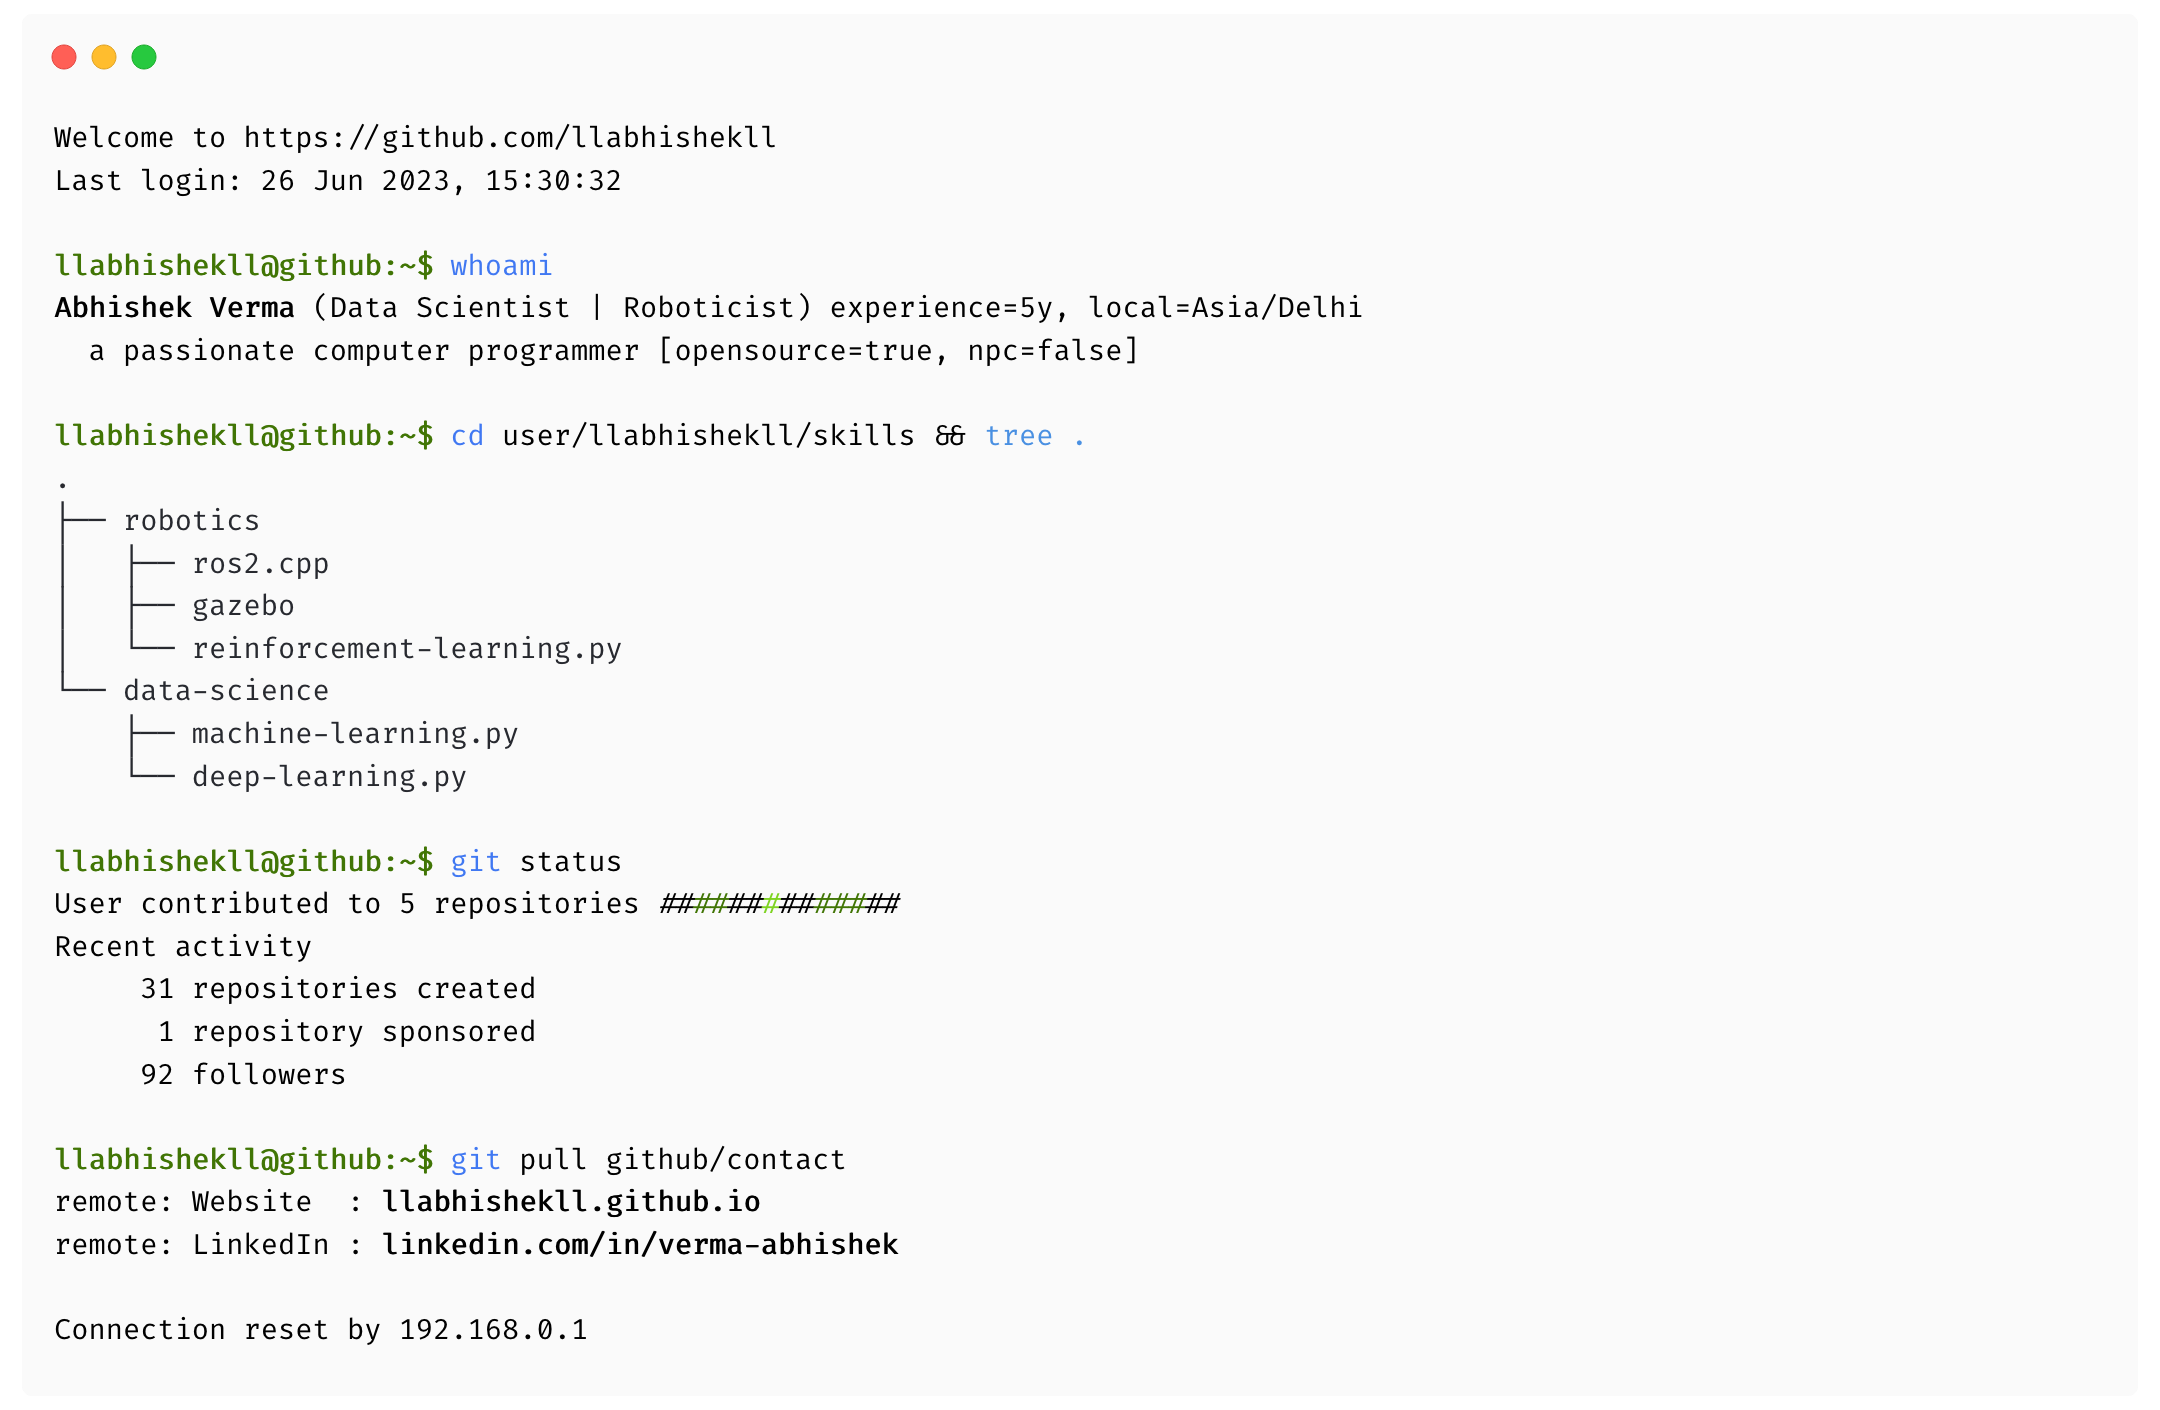 Welcome to https://github.com/llabhishekll
Last login: 26 Jun 2023, 15:30:32
llabhishekll@github:~$ whoami
Abhishek Verma (Data Scientist | Roboticist) experience=5y, local=Asia/Delhi
  a passionate computer programmer [opensource=true, npc=false]
llabhishekll@github:~$ cd user/llabhishekll/skills && tree .
.
├── robotics
│   ├── ros2.cpp
│   ├── gazebo
│   └── reinforcement-learning.py
└── data-science
    ├── machine-learning.py
    └── deep-learning.py
llabhishekll@github:~$ git status
User contributed to 5 repositories ##############
Recent activity
     31 repositories created
      1 repository sponsored
     92 followers
llabhishekll@github:~$ git pull github/contact
remote: Website  : llabhishekll.github.io
remote: LinkedIn : linkedin.com/in/verma-abhishek
Connection reset by 192.168.0.1